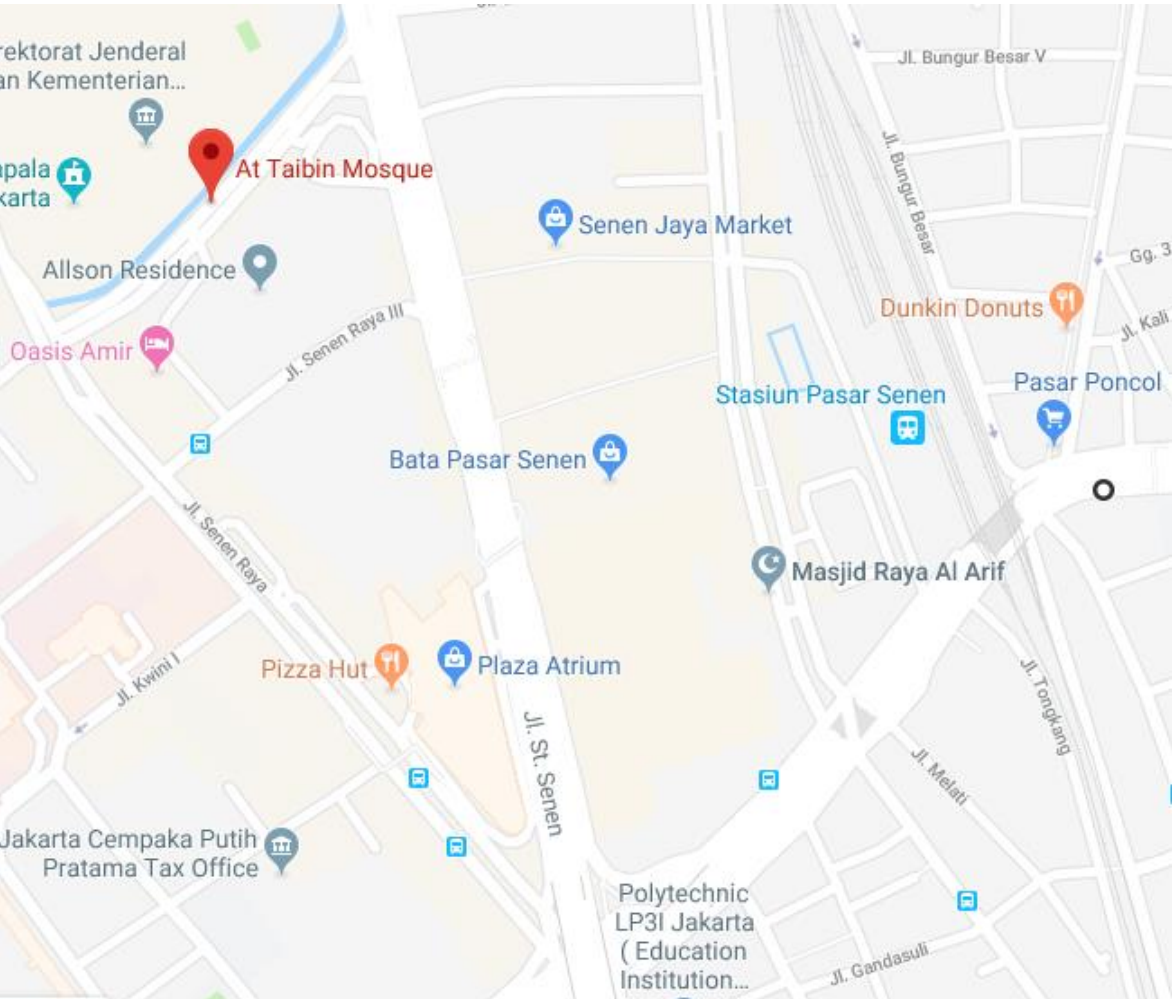 rektorat Jenderal
an Kementerian...
Jl. Bungur Besar V
apala
karta
At Taibin Mosque
Jl. Bungur Besar
Senen Jaya Market
Gg. 3
Allson Residence
Dunkin Donuts
Jl. Kali
Jl. Senen Raya III
Oasis Amir
Pasar Poncol
Stasiun Pasar Senen
Bata Pasar Senen
Jl. Senen Raya
Masjid Raya Al Arif
Pizza Hut
Plaza Atrium
Jl. Kwini I
Jl. Tongkang
Jl. St. Senen
Jl. Melati
Jakarta Cempaka Putih
Pratama Tax Office
Polytechnic
LP3I Jakarta
( Education
Institution...
Jl. Gandasuli